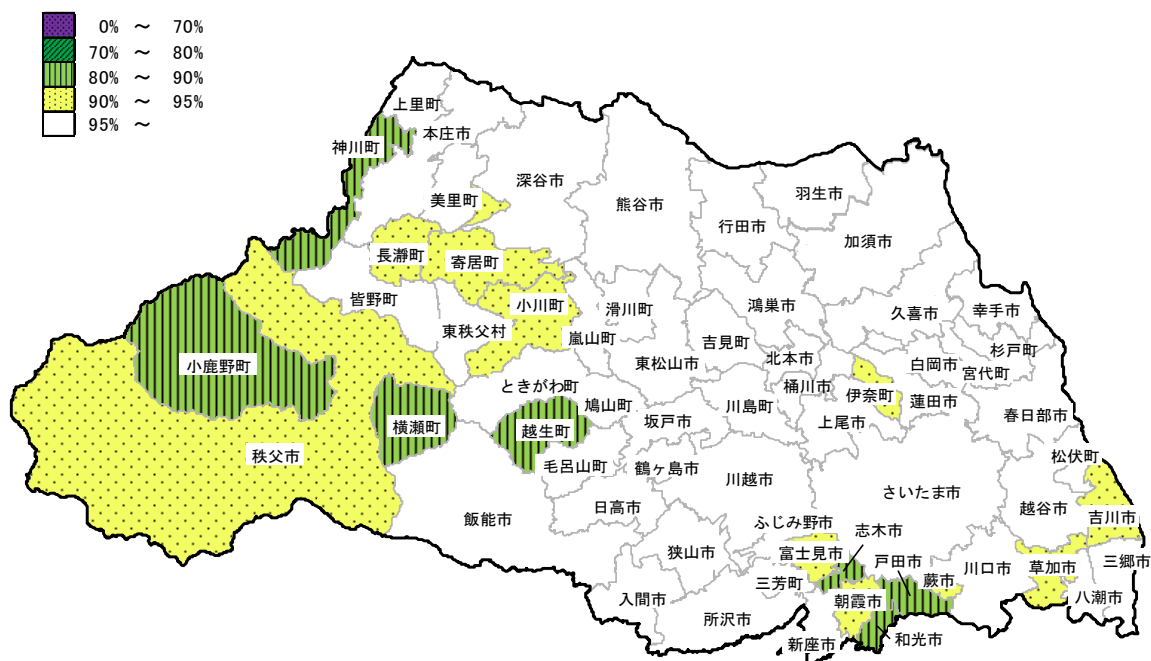 0% ～ 70%
70% ～ 80%
80% ～ 90%
90% ～ 95%
95% ～
上里町
本庄市
神川町
深谷市
美里町
羽生市
熊谷市
行田市
加須市
長瀞町
寄居町
皆野町
小川町
滑川町
鴻巣市
久喜市
幸手市
東秩父村
嵐山町
吉見町
杉戸町
北本市
小鹿野町
東松山市
白岡市
宮代町
ときがわ町
桶川市
伊奈町
蓮田市
鳩山町
川島町
春日部市
横瀬町
越生町
坂戸市
上尾市
秩父市
毛呂山町
鶴ヶ島市
松伏町
川越市
さいたま市
飯能市
日高市
越谷市
吉川市
ふじみ野市
志木市
狭山市
富士見市
戸田市
川口市
草加市
三郷市
三芳町
蕨市
入間市
朝霞市
八潮市
所沢市
新座市
和光市